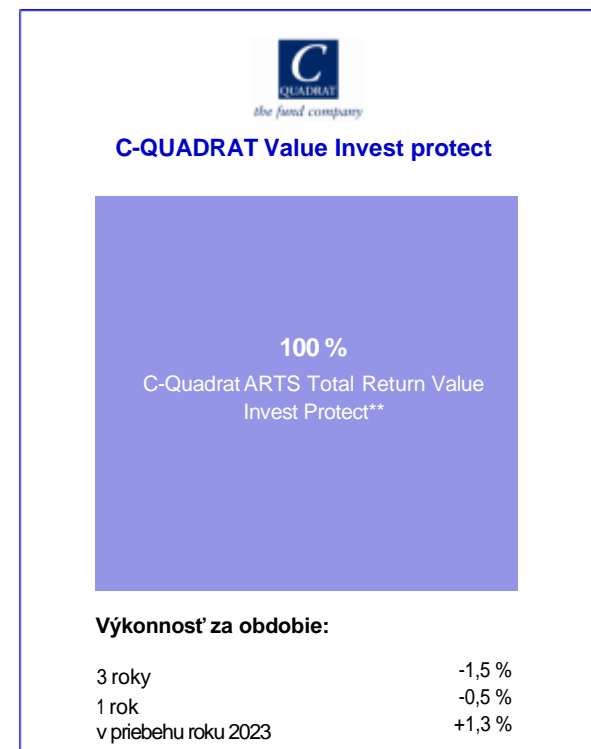 C
QUADRAT
the fund company
C-QUADRAT Value Invest protect
100 %
C-Quadrat ARTS Total Return Value
Invest Protect**
Výkonnosť za obdobie:
3 roky -1,5 %
1 rok -0,5 %
v priebehu roku 2023 +1,3 %